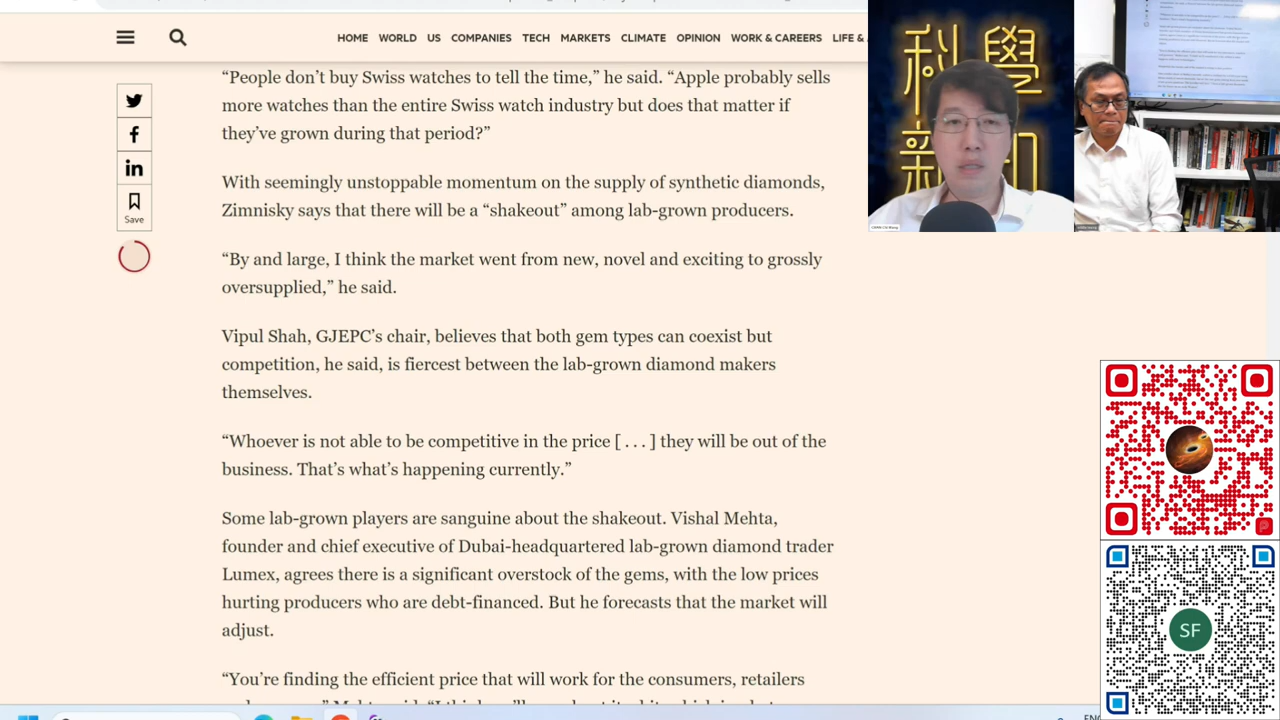 HOME WORLD US CH MARKETS CLIMATE OPINION WORK & CAREERS LIFE &
科學
新知
“People don’t buy Swiss watches to tell the time,” he said. “Apple probably sells
more watches than the entire Swiss watch industry but does that matter if
they’ve grown during that period?”
With seemingly unstoppable momentum on the supply of synthetic diamonds,
Zimnisky says that there will be a “shakeout” among lab-grown producers.
Save
“By and large, I think the market went from new, novel and exciting to grossly
oversupplied,” he said.
Vipul Shah, GJEPC’s chair, believes that both gem types can coexist but
competition, he said, is fiercest between the lab-grown diamond makers
themselves.
“Whoever is not able to be competitive in the price [ . . . ] they will be out of the
business. That’s what’s happening currently.”
Some lab-grown players are sanguine about the shakeout. Vishal Mehta,
founder and chief executive of Dubai-headquartered lab-grown diamond trader
Lumex, agrees there is a significant overstock of the gems, with the low prices
hurting producers who are debt-financed. But he forecasts that the market will
adjust.
SF
“You’re finding the efficient price that will work for the consumers, retailers
ENG